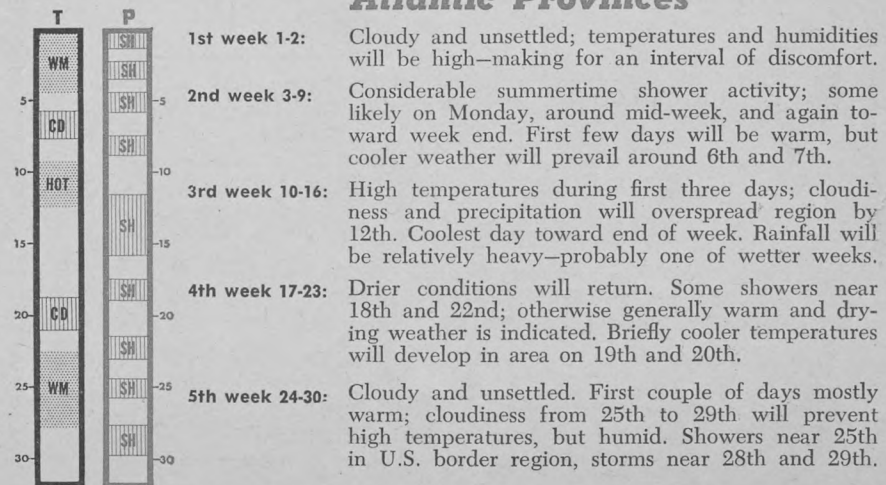 Atlantic Provinces
T P
1st week 1-2: Cloudy and unsettled; temperatures and humidities
will be high—making for an interval of discomfort.
2nd week 3-9: Considerable summertime shower activity; some
likely on Monday, around mid-week, and again to-
ward week end. First few days will be warm, but
cooler weather will prevail around 6th and 7th.
3rd week 10-16: High temperatures during first three days; cloudi-
ness and precipitation will overspread region by
12th. Coolest day toward end of week. Rainfall will
be relatively heavy—probably one of wetter weeks.
4th week 17-23: Drier conditions will return. Some showers near
18th and 22nd; otherwise generally warm and dry-
ing weather is indicated. Briefly cooler temperatures
will develop in area on 19th and 20th.
5th week 24-30: Cloudy and unsettled. First couple of days mostly
warm; cloudiness from 25th to 29th will prevent
high temperatures, but humid. Showers near 25th
in U.S. border region, storms near 28th and 29th.
WM
CD
HOT
CD
WM
5-
10-
15-
20-
25-
30-
SH
SH
SH
SH
SH
SH
SH
SH
SH
-5
-10
-15
-20
-25
-30